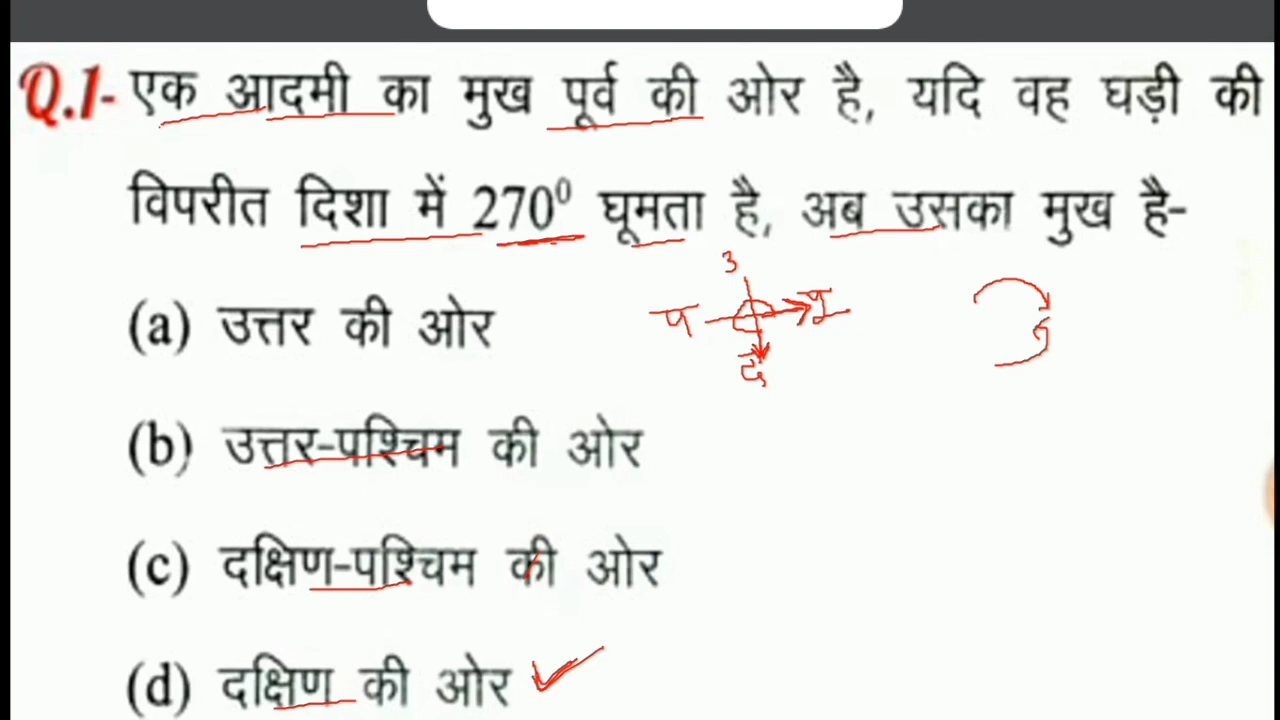 Q.1- एक आदमी का मुख पूर्व की ओर है, यदि वह घड़ी की
विपरीत दिशा में 270⁰ घूमता है, अब उसका मुख है-
(a) उत्तर की ओर
उ
प पू
द
(b) उत्तर-पश्चिम की ओर
(c) दक्षिण-पश्चिम की ओर
(d) दक्षिण की ओर